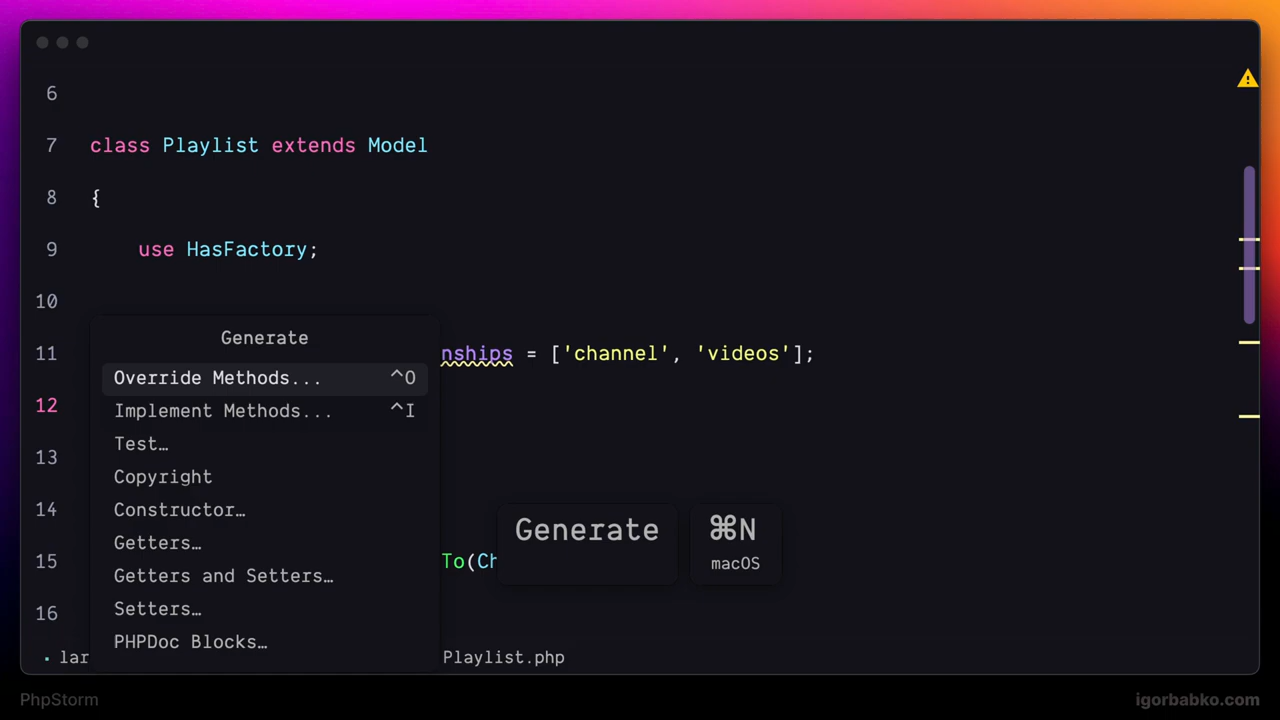 6
7 class Playlist extends Model
8 {
9 use HasFactory;
10
Generate
11 nships = ['channel', 'videos'];
Override Methods... ^O
12
Implement Methods... ^I
Test…
13
Copyright
14 Constructor…
Generate ⌘N
Getters…
15 To(Ch
macOS
Getters and Setters…
16 Setters…
PHPDoc Blocks…
lar Playlist.php
PhpStorm igorbabko.com